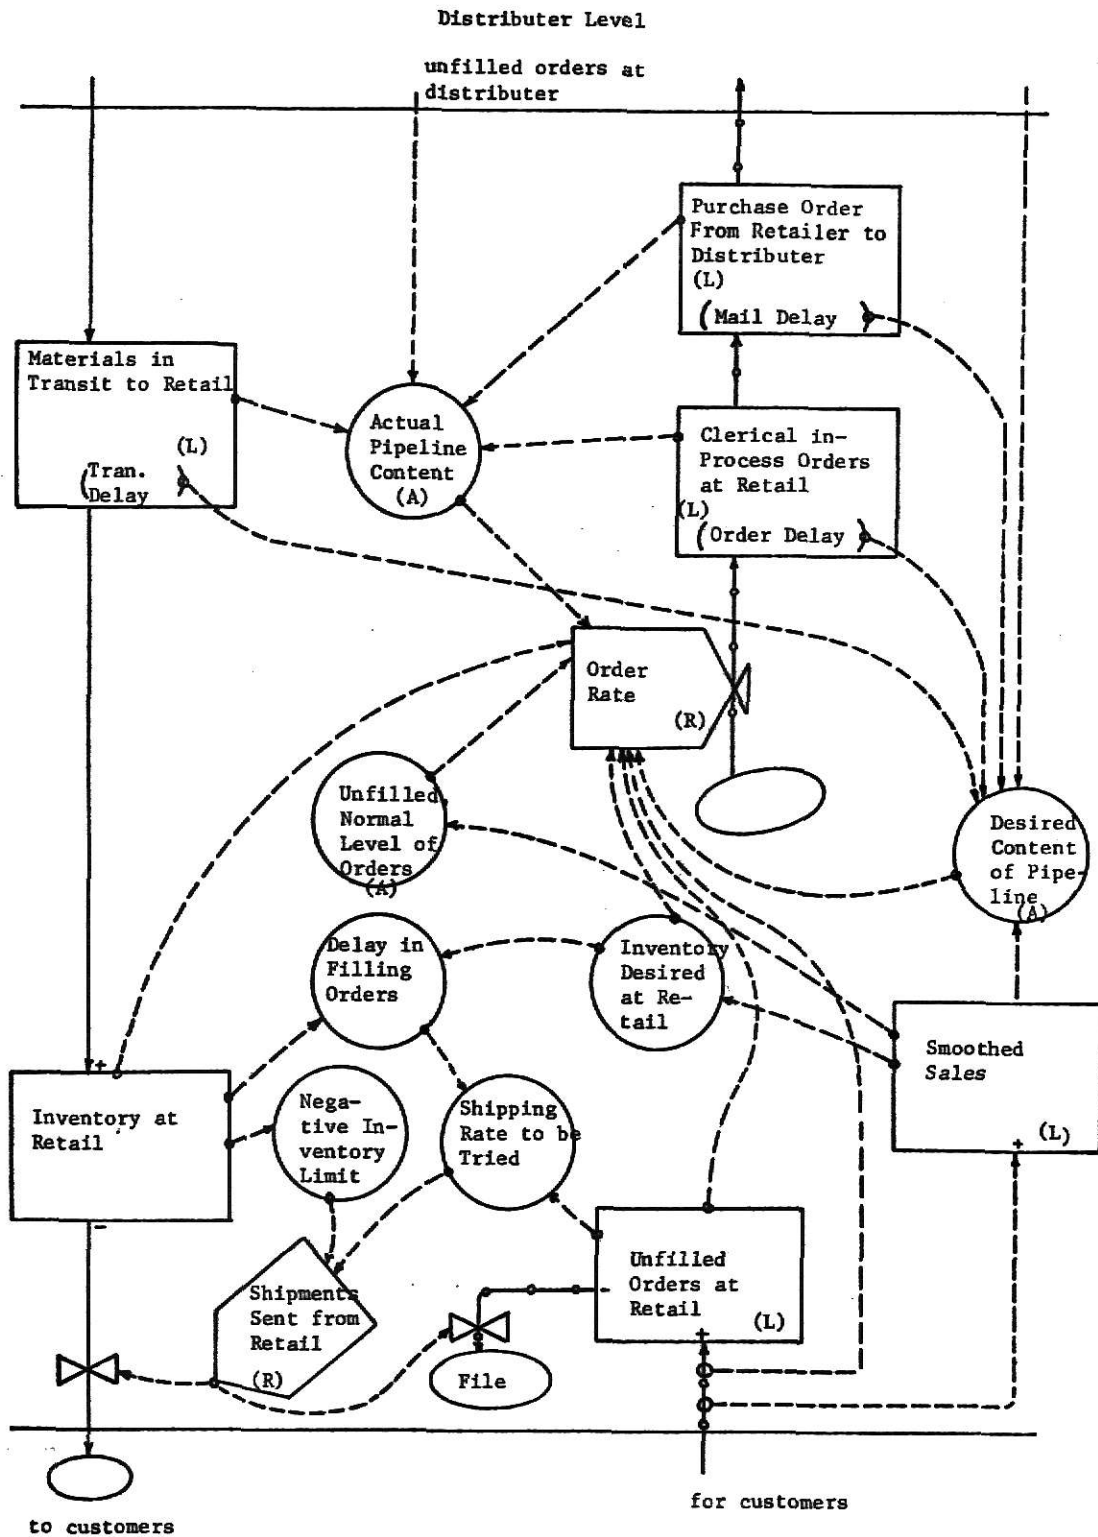 Distributer Level
unfilled orders at
distributer
Purchase Order
From Retailer to
Distributer
(L)
(Mail Delay)
Materials in
Transit to Retail
(L)
(Tran.
Delay)
Actual
Pipeline
Content
(A)
Clerical in-
Process Orders
at Retail
(L)
(Order Delay)
Order
Rate
(R)
Unfilled
Normal
Level of
Orders
(A)
Desired
Content
of Pipe-
line
(A)
Delay in
Filling
Orders
Inventory
Desired
at Re-
tail
Smoothed
Sales
(L)
+
+
Inventory at
Retail
-
Nega-
tive In-
ventory
Limit
Shipping
Rate to be
Tried
Unfilled
Orders at
Retail
(L)
-
+
Shipments
Sent from
Retail
(R)
File
to customers
for customers